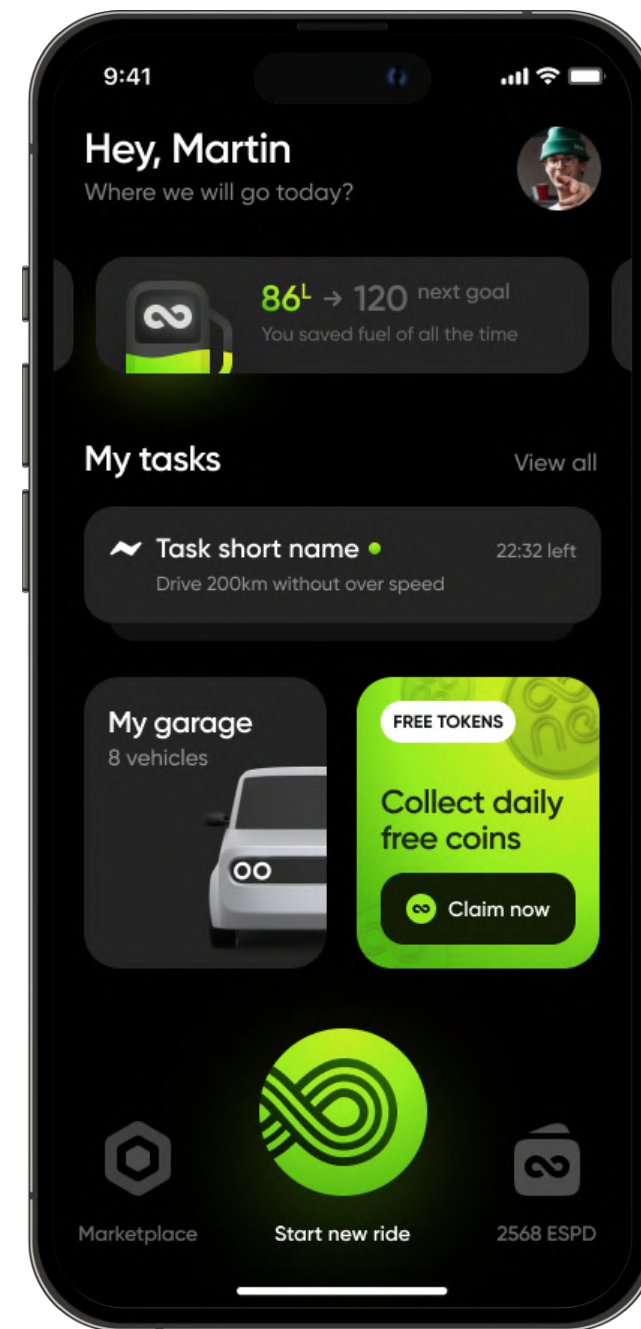 9:41
Hey, Martin
Where we will go today?
86L → 120 next goal
You saved fuel of all the time
My tasks
View all
Task short name
22:32 left
Drive 200km without over speed
My garage
8 vehicles
FREE TOKENS
Collect daily
free coins
Claim now
Marketplace
Start new ride
2568 ESPD